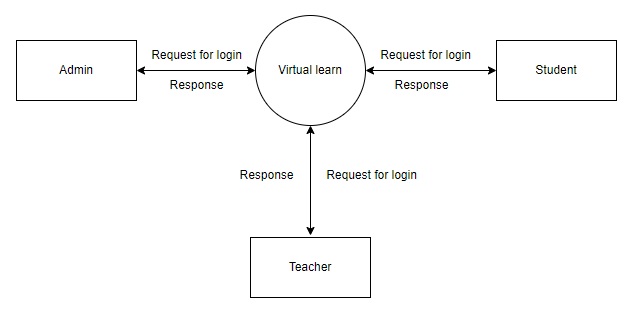 Request for login
Request for login
Admin
Virtual learn
Student
Response
Response
Response
Request for login
Teacher